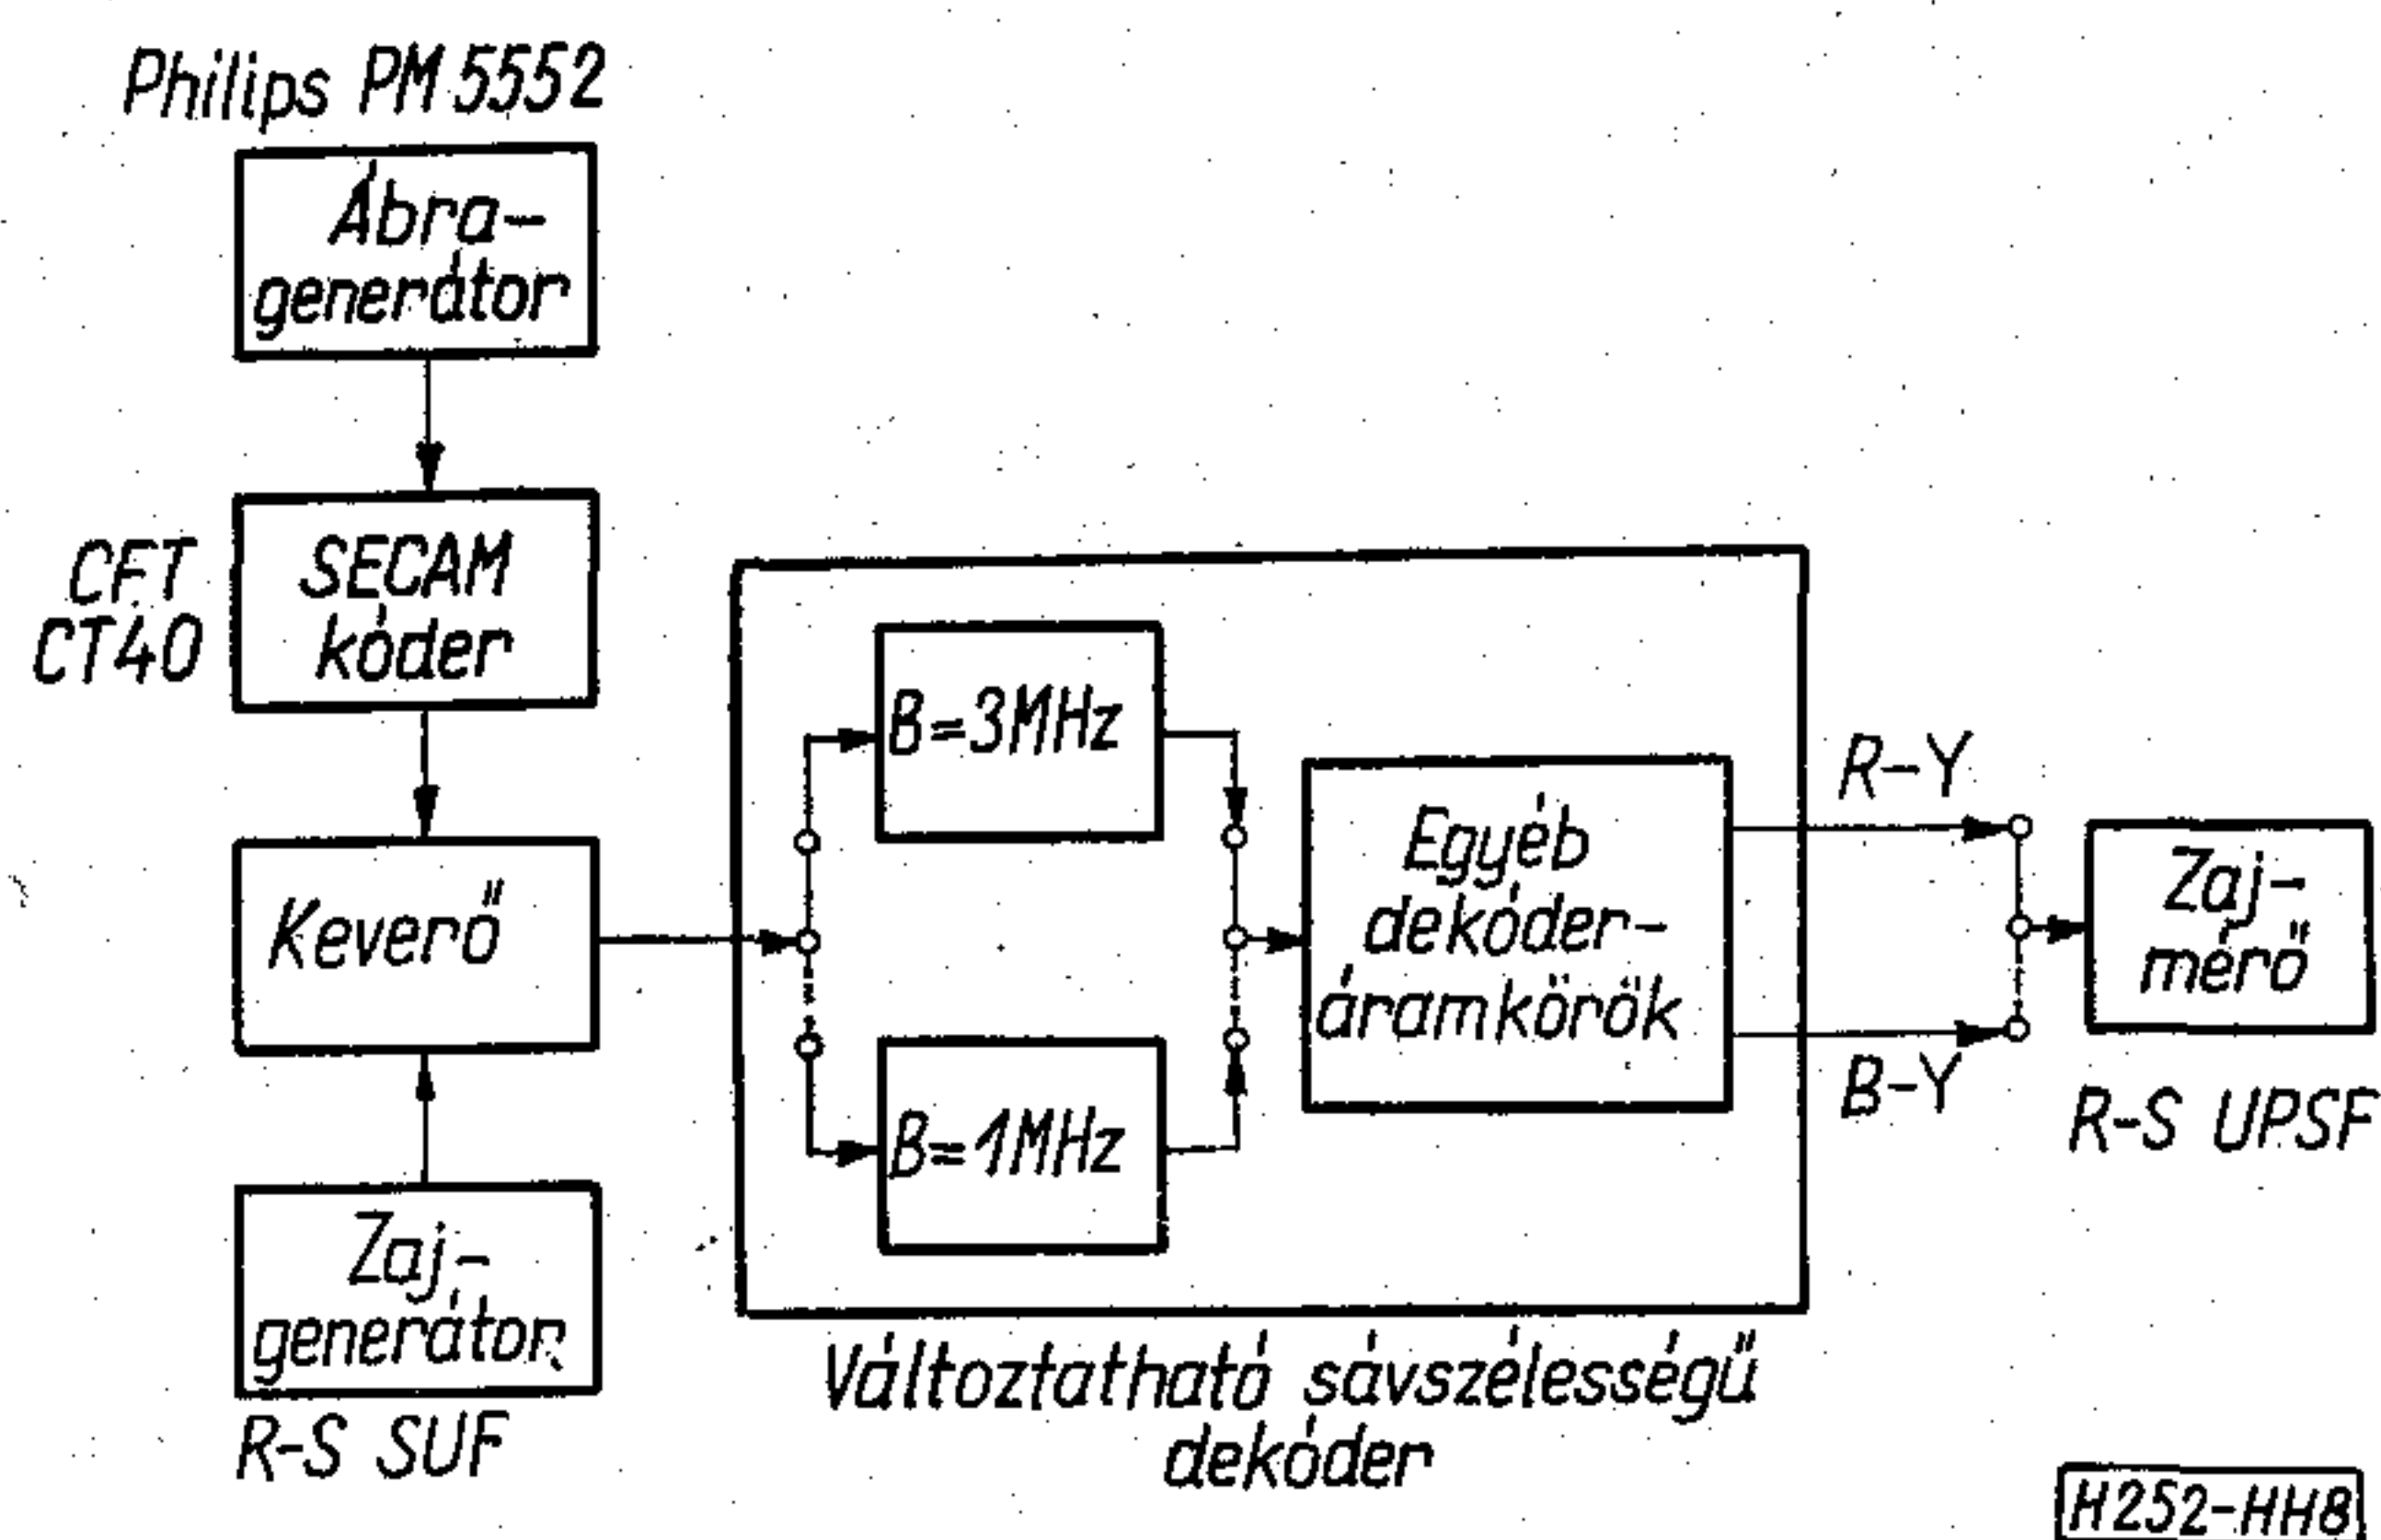 Philips PM 5552
Ábra-
generátor
CFT
CT40
SECAM
kóder
Keverő
Zaj-
generátor
R-S SUF
B=3MHz
B=1MHz
Egyéb
dekóder-
áramkörök
Változtatható sávszélességű
dekóder
R-Y
B-Y
Zaj-
mérő
R-S UPSF
H252-HH8